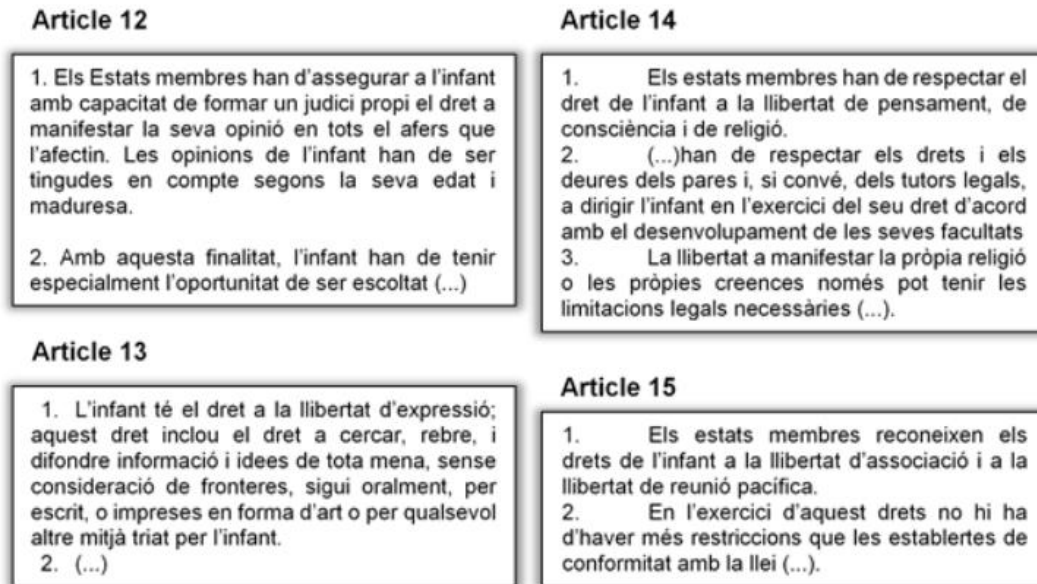 Article 12
1. Els Estats membres han d'assegurar a l'infant
amb capacitat de formar un judici propi el dret a
manifestar la seva opinió en tots el afers que
l'afectin. Les opinions de l'infant han de ser
tingudes en compte segons la seva edat i
maduresa.
2. Amb aquesta finalitat, l'infant han de tenir
especialment l'oportunitat de ser escoltat (...)
Article 13
1. L'infant té el dret a la llibertat d'expressió;
aquest dret inclou el dret a cercar, rebre, i
difondre informació i idees de tota mena, sense
consideració de fronteres, sigui oralment, per
escrit, o impreses en forma d'art o per qualsevol
altre mitjà triat per l'infant.
2. (...)
Article 14
1. Els estats membres han de respectar el
dret de l'infant a la llibertat de pensament, de
consciència i de religió.
2. (...)han de respectar els drets i els
deures dels pares i, si convé, dels tutors legals,
a dirigir l'infant en l'exercici del seu dret d'acord
amb el desenvolupament de les seves facultats
3. La llibertat a manifestar la pròpia religió
o les pròpies creences només pot tenir les
limitacions legals necessàries (...).
Article 15
1. Els estats membres reconeixen els
drets de l'infant a la llibertat d'associació i a la
llibertat de reunió pacífica.
2. En l'exercici d'aquest drets no hi ha
d'haver més restriccions que les establertes de
conformitat amb la llei (...).